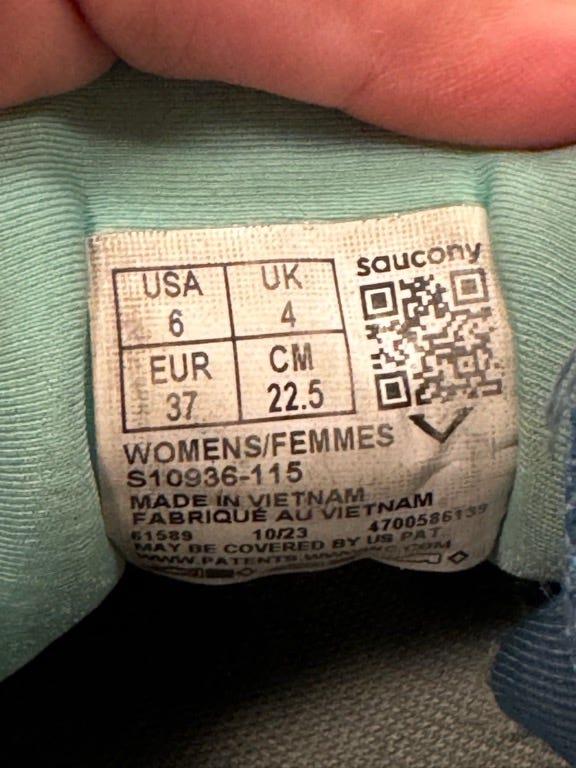 saucony
USA UK
6 4
EUR CM
37 22.5
WOMENS/FEMMES
S10936-115
MADE IN VIETNAM
FABRIQUÉ AU VIETNAM
61589 10/23
MAY BE COVERED BY US PAT.